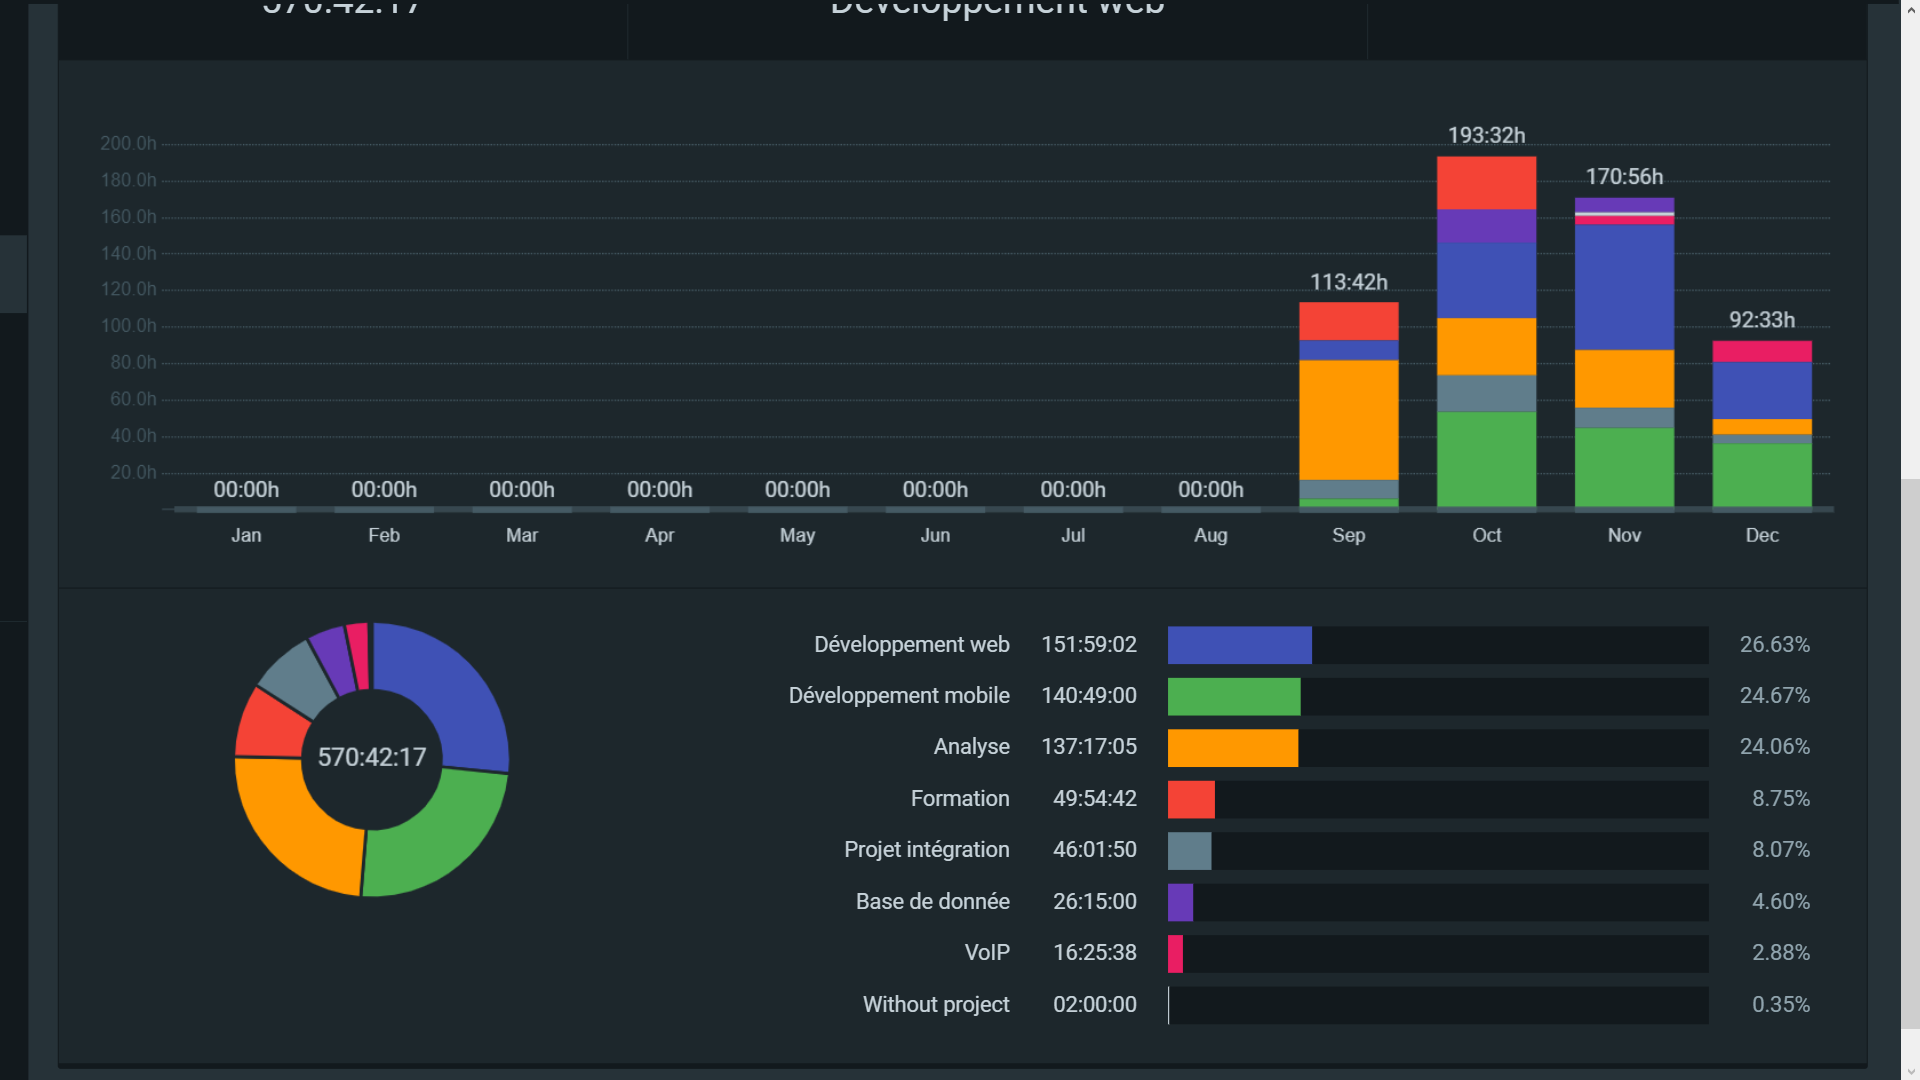 570:42:17
Développement web
200.0h
193:32h
180.0h
170:56h
160.0h
140.0h
120.0h
113:42h
100.0h
92:33h
80.0h
60.0h
40.0h
20.0h
00:00h 00:00h 00:00h 00:00h 00:00h 00:00h 00:00h 00:00h
Jan Feb Mar Apr May Jun Jul Aug Sep Oct Nov Dec
570:42:17
Développement web 151:59:02 26.63%
Développement mobile 140:49:00 24.67%
Analyse 137:17:05 24.06%
Formation 49:54:42 8.75%
Projet intégration 46:01:50 8.07%
Base de donnée 26:15:00 4.60%
VoIP 16:25:38 2.88%
Without project 02:00:00 0.35%